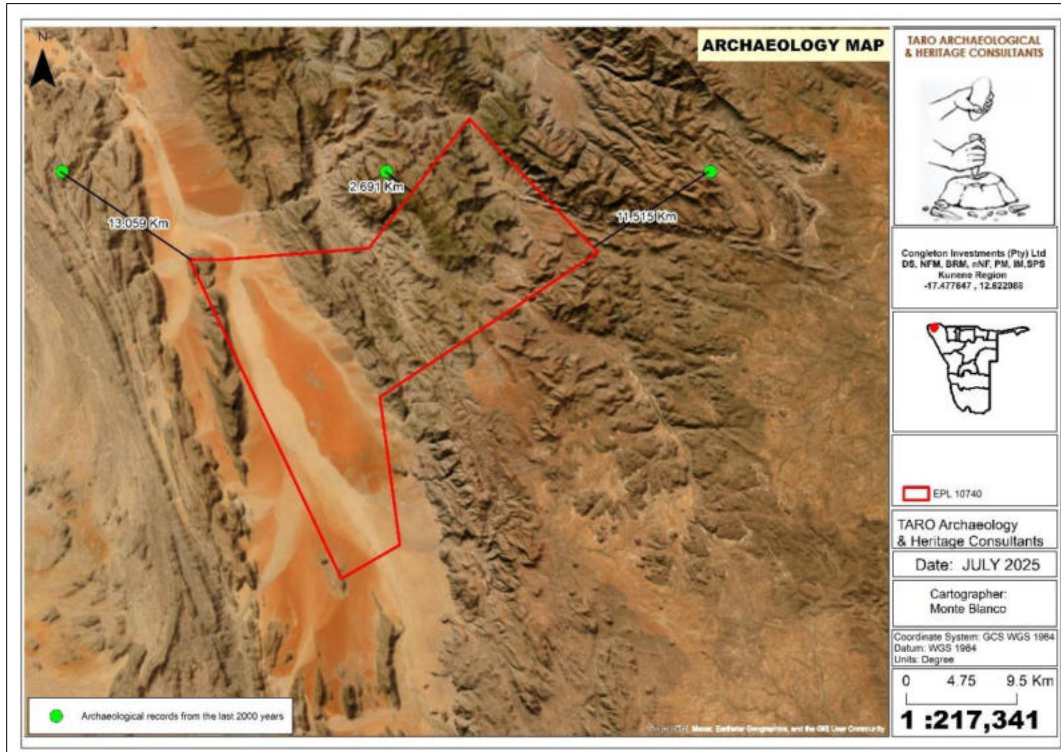 N
ARCHAEOLOGY MAP
13.059 Km
2.691 Km
11.515 Km
Archaeological records from the last 2000 years
Maxar, Earthstar Geographics, and the GIS User Community
TARO ARCHAEOLOGICAL
& HERITAGE CONSULTANTS
Congleton Investments (Pty) Ltd
DS, NFM, BRM, nNF, PM, IM,SPS
Kunene Region
-17.477647 , 12.622088
EPL 10740
TARO Archaeology
& Heritage Consultants
Date: JULY 2025
Cartographer:
Monte Blanco
Coordinate System: GCS WGS 1984
Datum: WGS 1984
Units: Degree
0 4.75 9.5 Km
1 :217,341